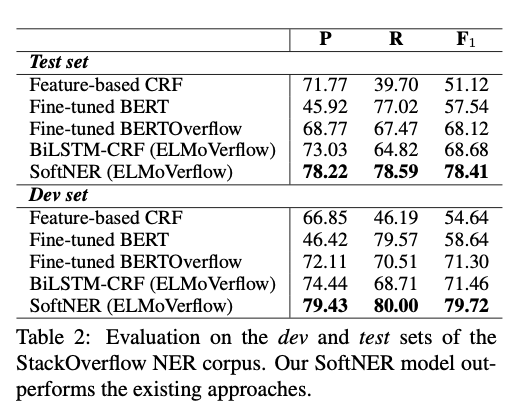 P R F1
Test set
Feature-based CRF 71.77 39.70 51.12
Fine-tuned BERT 45.92 77.02 57.54
Fine-tuned BERTOverflow 68.77 67.47 68.12
BiLSTM-CRF (ELMoVerflow) 73.03 64.82 68.68
SoftNER (ELMoVerflow) 78.22 78.59 78.41
Dev set
Feature-based CRF 66.85 46.19 54.64
Fine-tuned BERT 46.42 79.57 58.64
Fine-tuned BERTOverflow 72.11 70.51 71.30
BiLSTM-CRF (ELMoVerflow) 74.44 68.71 71.46
SoftNER (ELMoVerflow) 79.43 80.00 79.72
Table 2: Evaluation on the dev and test sets of the
StackOverflow NER corpus. Our SoftNER model out-
performs the existing approaches.